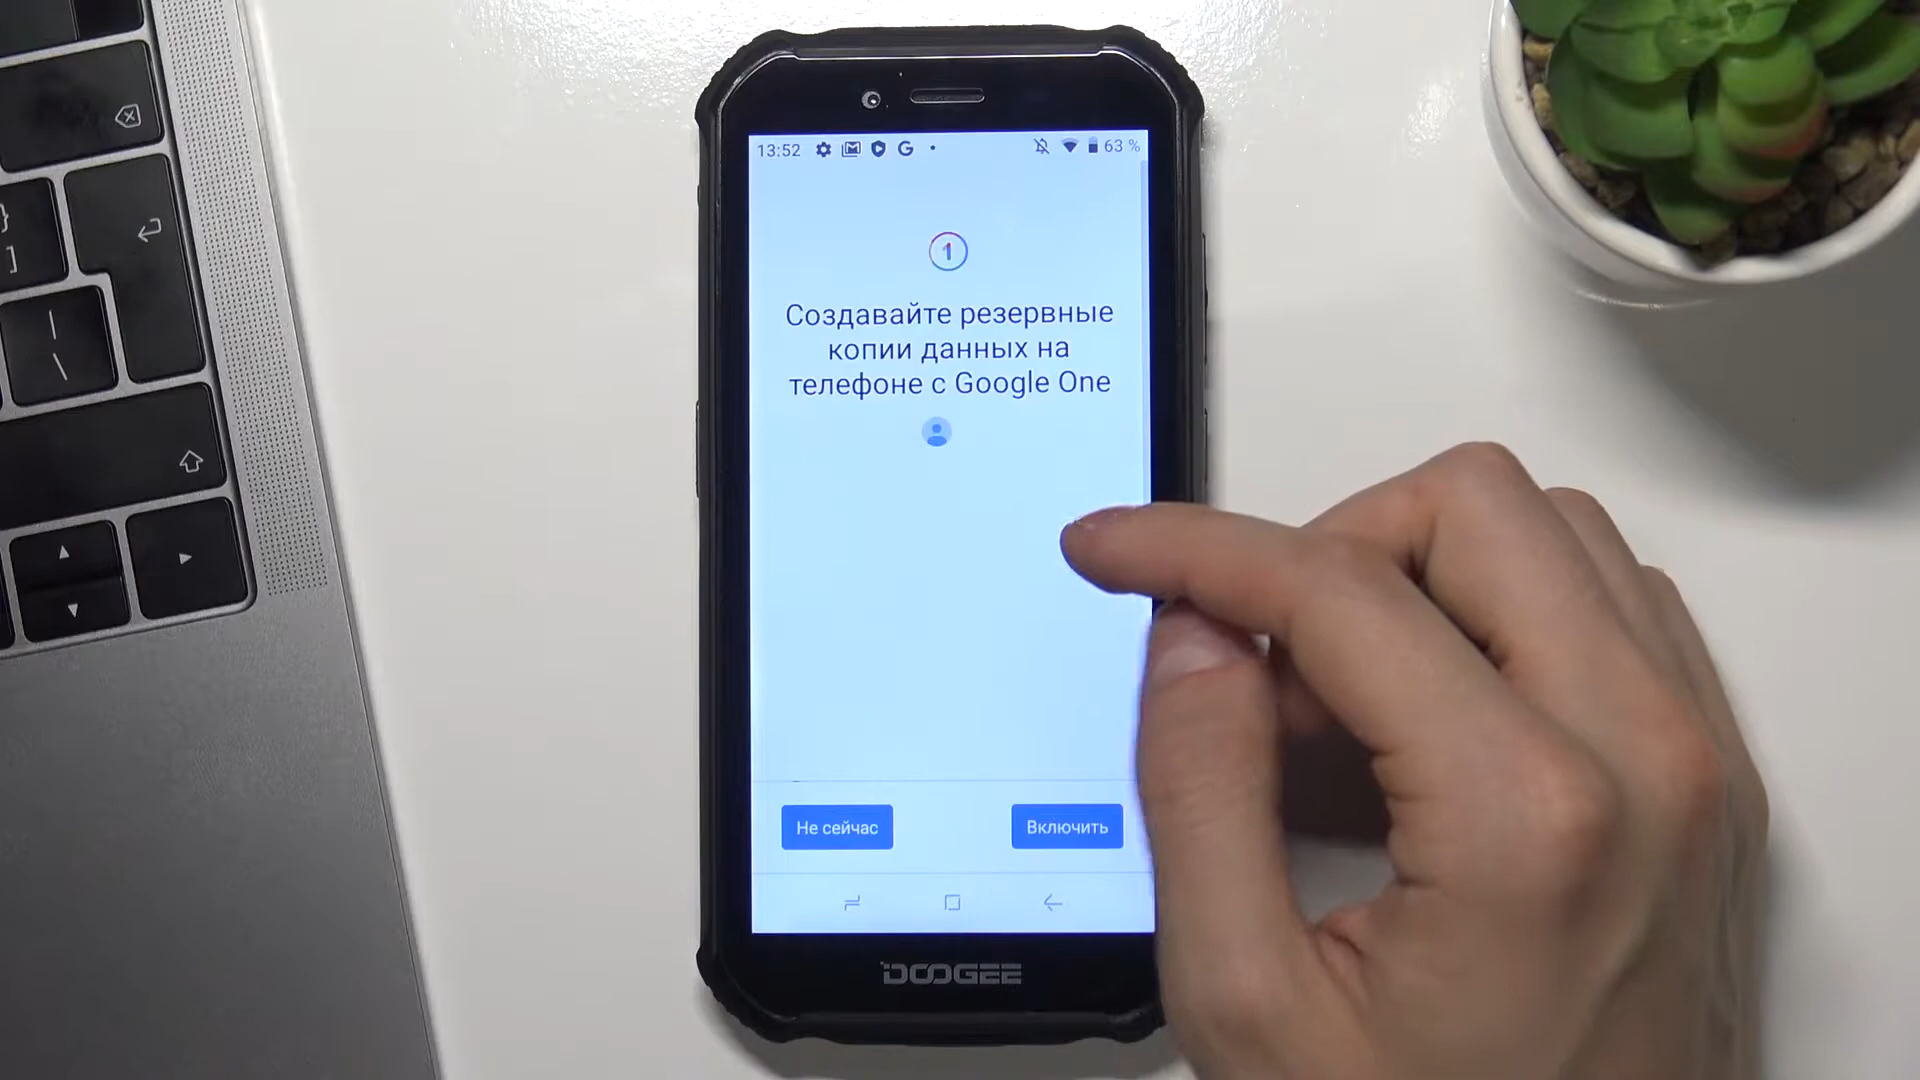 13:52 G 63 %
1
Создавайте резервные
копии данных на
телефоне с Google One
Не сейчас Включить
DOOGEE
}
]
|
\